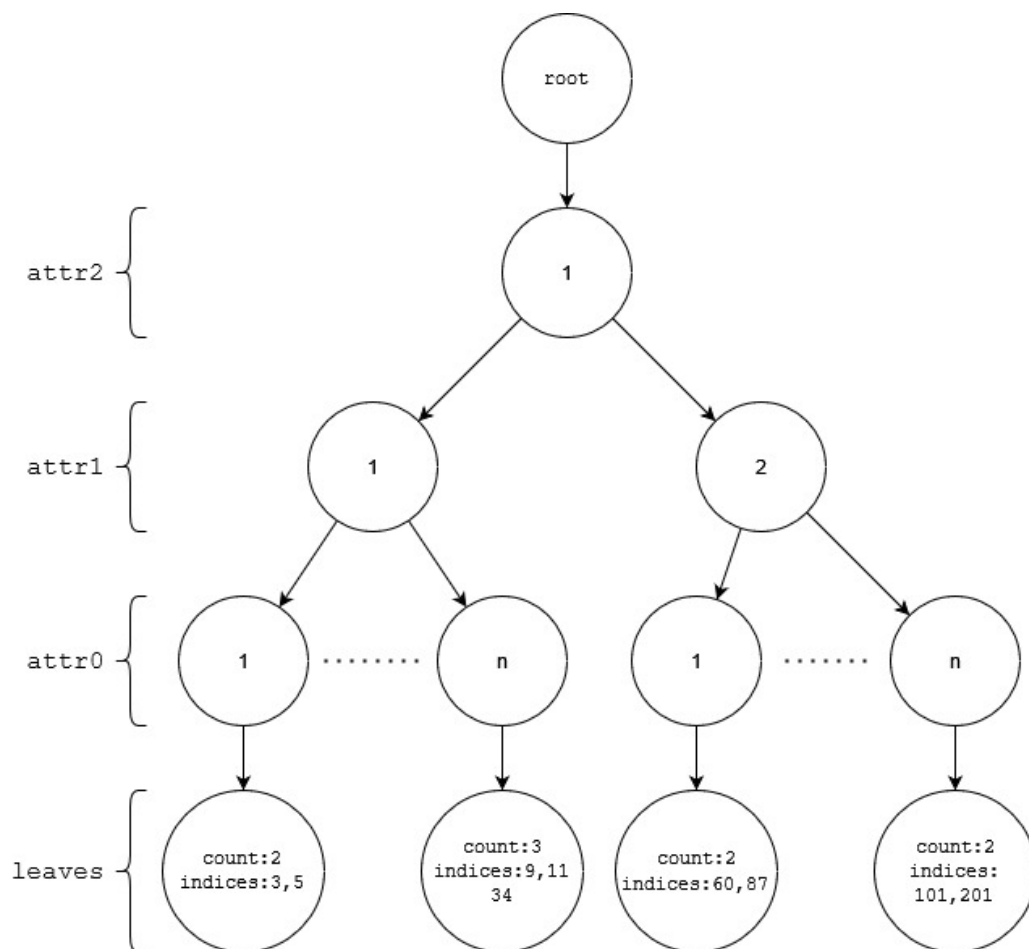 root
attr2
1
attr1
1
2
attr0
1
n
1
n
leaves
count:2
indices:3,5
count:3
indices:9,11
34
count:2
indices:60,87
count:2
indices:
101,201